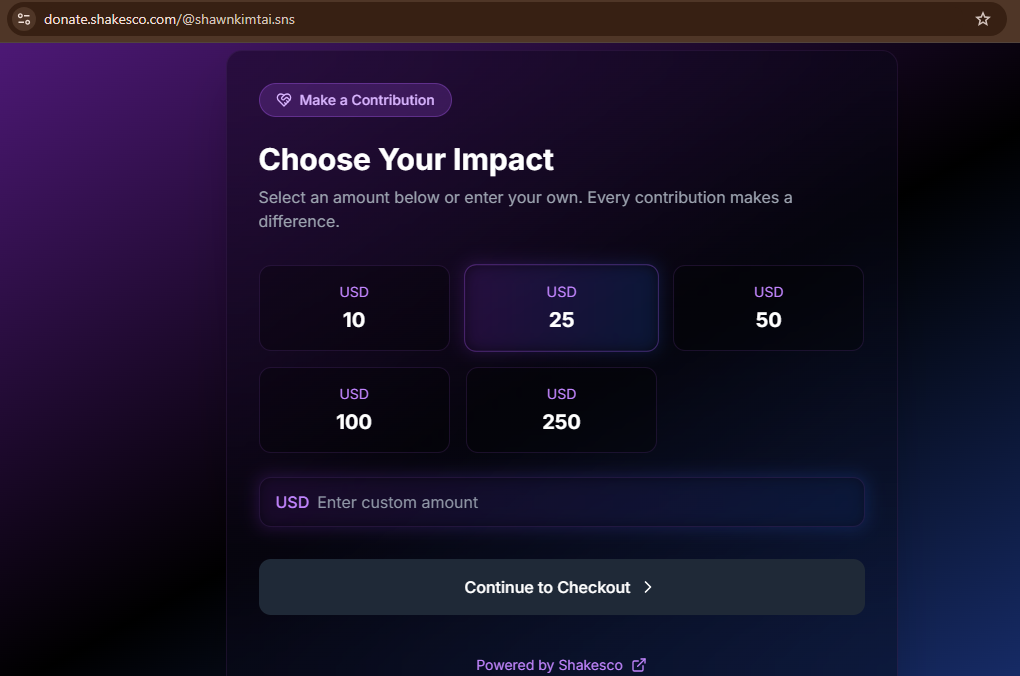 donate.shakesco.com/@shawnkimtai.sns
Make a Contribution
Choose Your Impact
Select an amount below or enter your own. Every contribution makes a
difference.
USD
10
USD
25
USD
50
USD
100
USD
250
USD Enter custom amount
Continue to Checkout
Powered by Shakesco